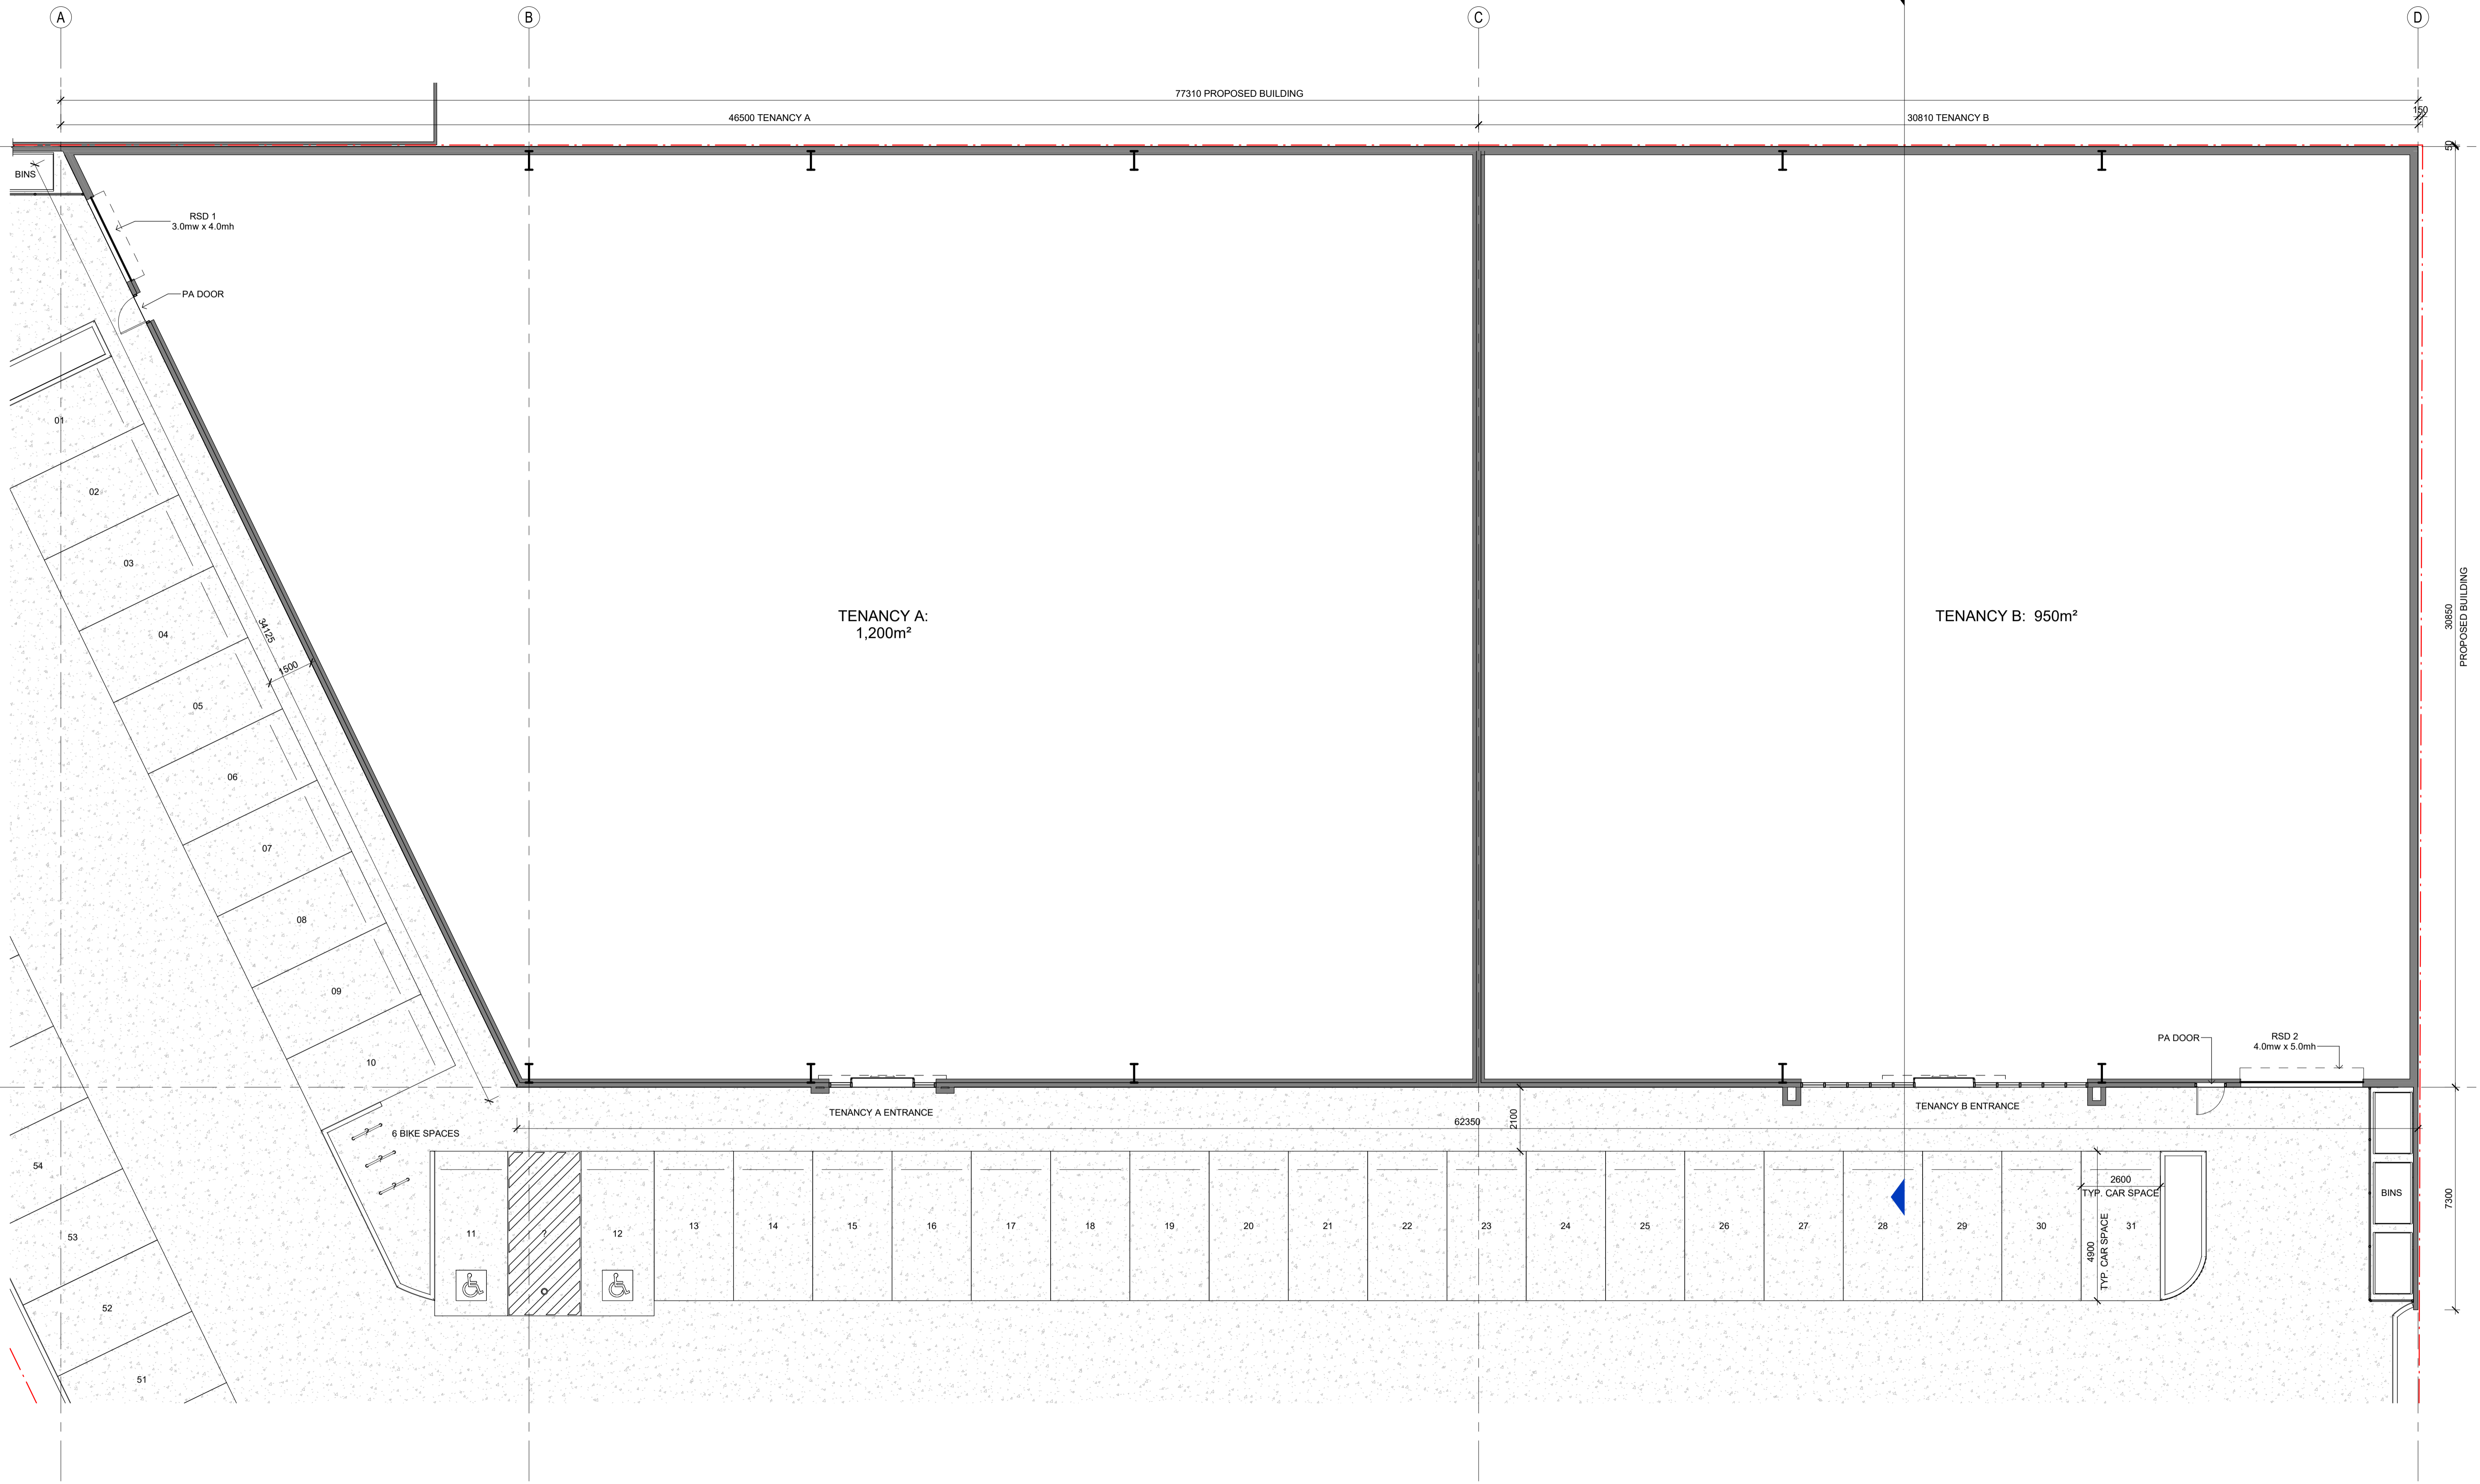 A
B
C
D
77310 PROPOSED BUILDING
150
46500 TENANCY A
30810 TENANCY B
50
BINS
RSD 1
3.0mw x 4.0mh
PA DOOR
01
02
03
04
05
06
07
08
09
10
34125
1500
TENANCY A:
1,200m²
TENANCY B:  950m²
30850
PROPOSED BUILDING
PA DOOR
RSD 2
4.0mw x 5.0mh
TENANCY A ENTRANCE
TENANCY B ENTRANCE
62350
2100
6 BIKE SPACES
?
?
?
54
53
52
51
11
?
12
13
14
15
16
17
18
19
20
21
22
23
24
25
26
27
28
29
30
31
2600
TYP. CAR SPACE
4900
TYP. CAR SPACE
BINS
7300